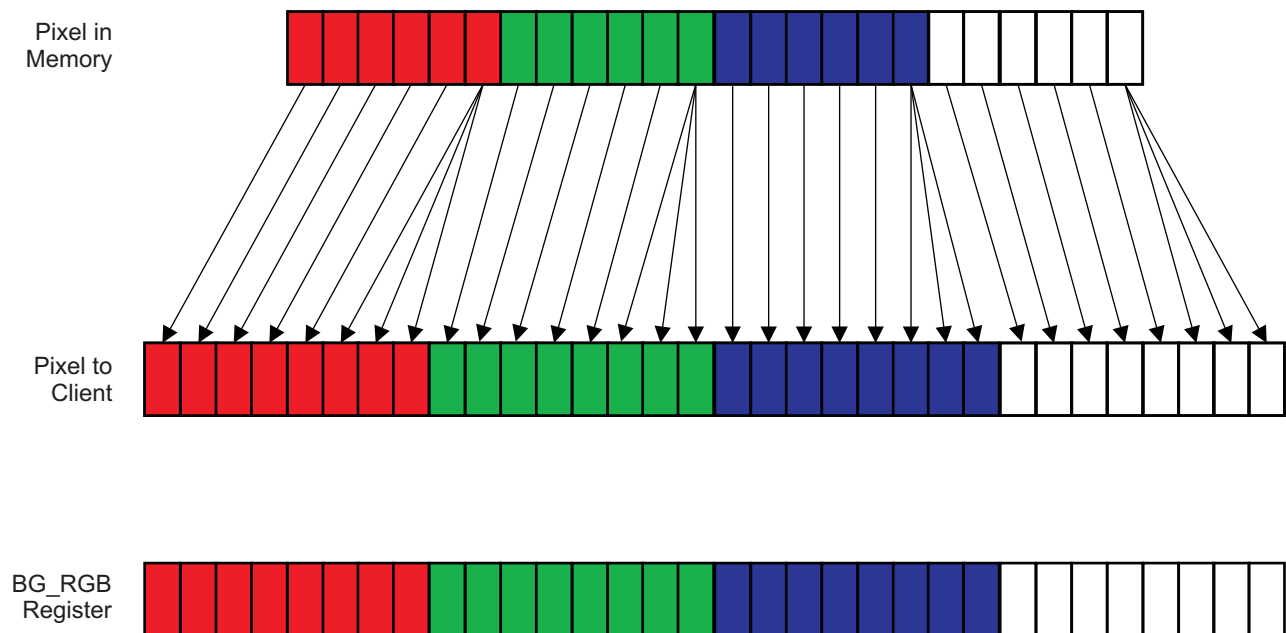 Pixel in
Memory
Pixel to
Client
BG_RGB
Register